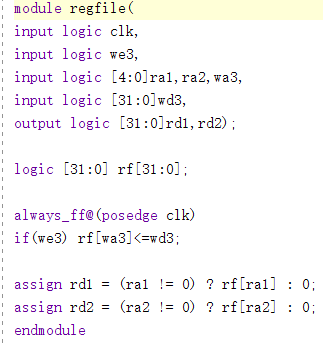 module regfile(
input logic clk,
input logic we3,
input logic [4:0]ra1,ra2,wa3,
input logic [31:0]wd3,
output logic [31:0]rd1,rd2);
logic [31:0] rf[31:0];
always_ff@(posedge clk)
if(we3) rf[wa3]<=wd3;
assign rd1 = (ra1 != 0) ? rf[ra1] : 0;
assign rd2 = (ra2 != 0) ? rf[ra2] : 0;
endmodule